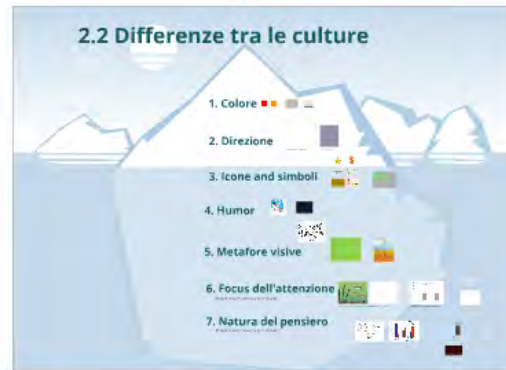 2.2 Differenze tra le culture
1. Colore
2. Direzione
3. Icone and simboli
4. Humor
5. Metafore visive
6. Focus dell'attenzione
7. Natura del pensiero